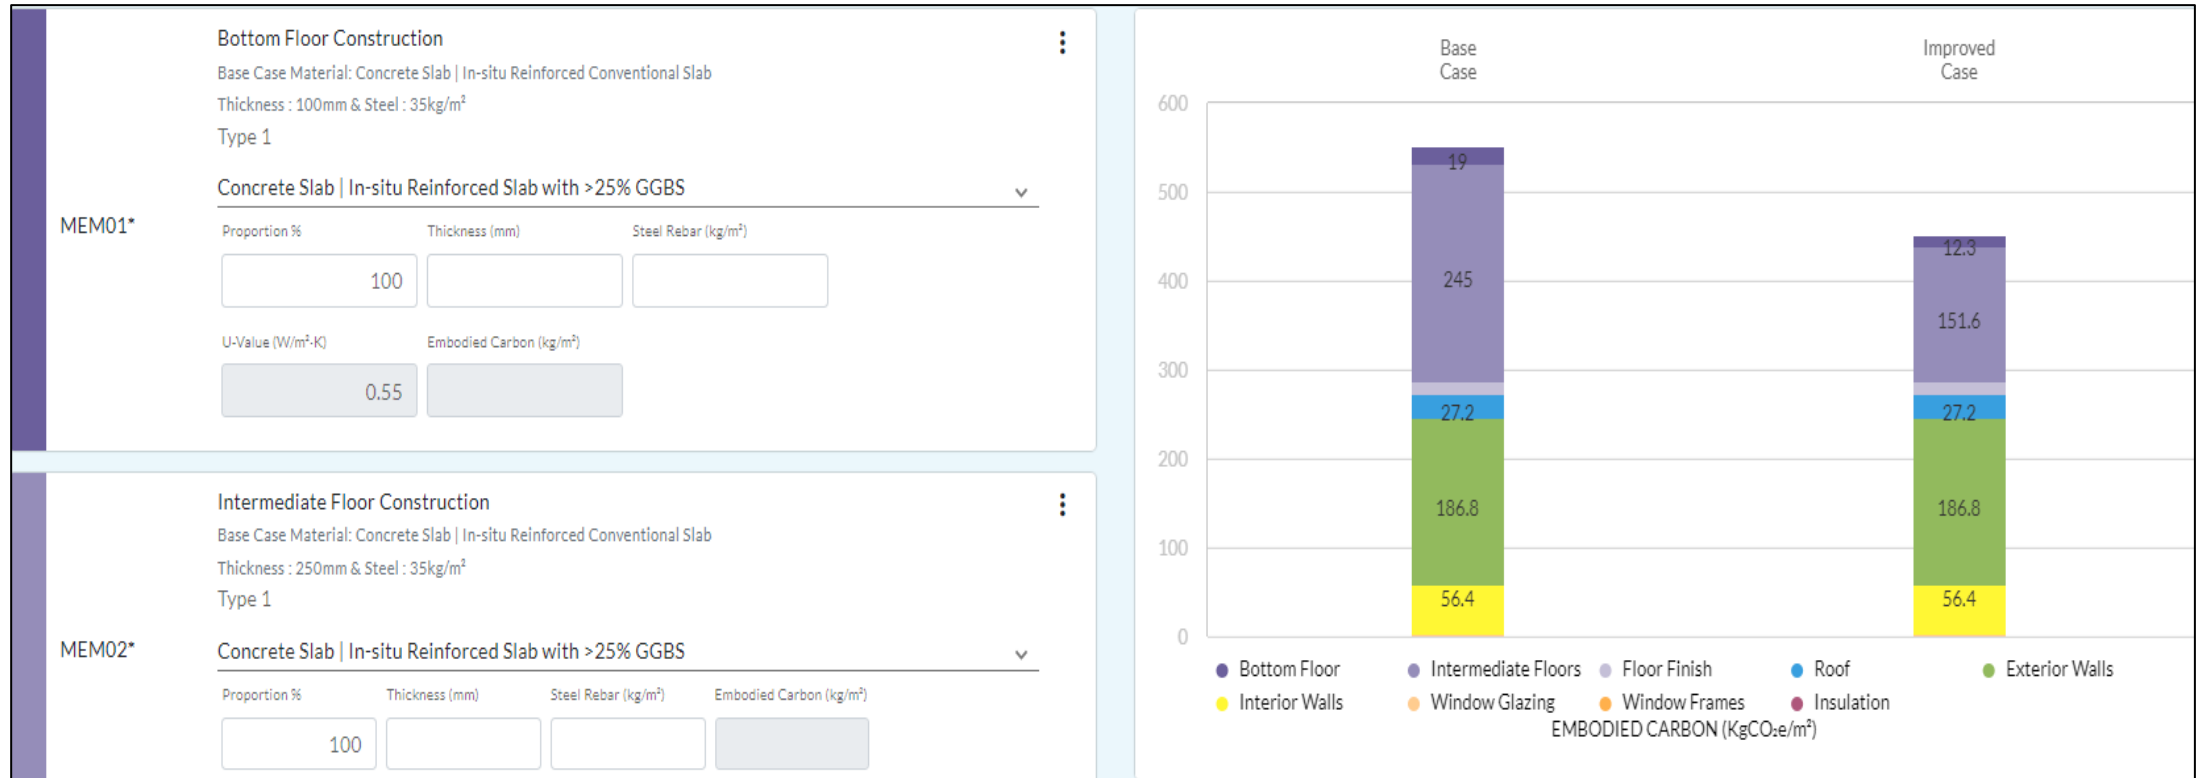 Bottom Floor Construction
Base Case Material: Concrete Slab | In-situ Reinforced Conventional Slab
Thickness : 100mm & Steel : 35kg/m²
Type 1
MEM01*
Concrete Slab | In-situ Reinforced Slab with >25% GGBS
Proportion % Thickness (mm) Steel Rebar (kg/m²)
100
U-Value (W/m²·K) Embodied Carbon (kg/m²)
0.55
Intermediate Floor Construction
Base Case Material: Concrete Slab | In-situ Reinforced Conventional Slab
Thickness : 250mm & Steel : 35kg/m²
Type 1
MEM02*
Concrete Slab | In-situ Reinforced Slab with >25% GGBS
Proportion % Thickness (mm) Steel Rebar (kg/m²) Embodied Carbon (kg/m²)
100
Base
Case
Improved
Case
600
500
400
300
200
100
0
19
245
27.2
186.8
56.4
12.3
151.6
27.2
186.8
56.4
Bottom Floor Intermediate Floors Floor Finish Roof Exterior Walls
Interior Walls Window Glazing Window Frames Insulation
EMBODIED CARBON (KgCO₂e/m²)